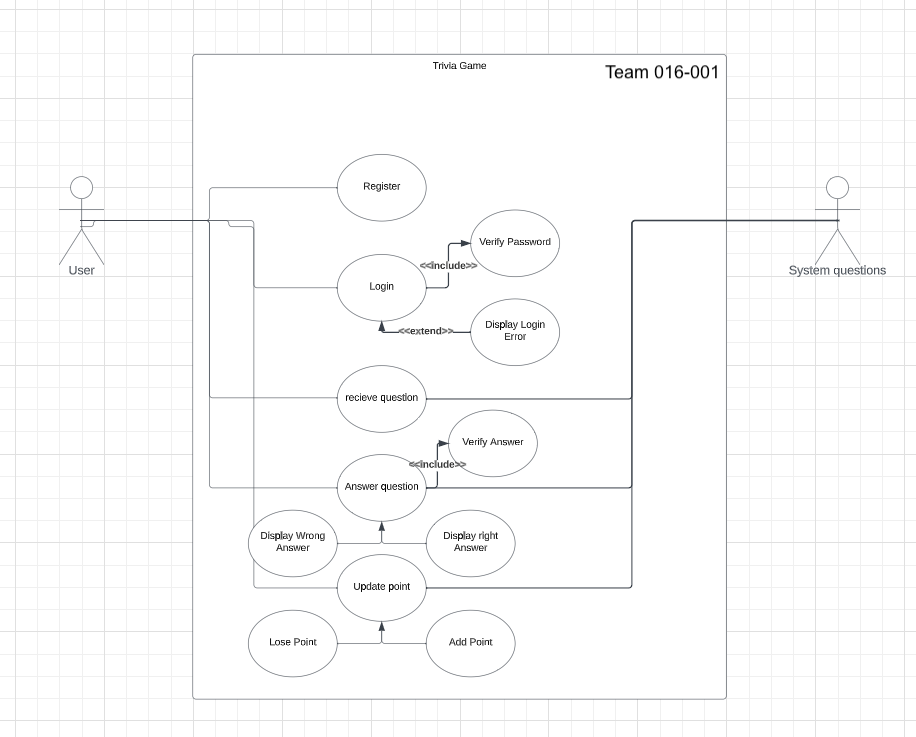 Trivia Game
Team 016-001
Register
Verify Password
<<include>>
Login
Display Login
Error
<<extend>>
User
System questions
recieve question
Verify Answer
<<include>>
Answer question
Display Wrong
Answer
Display right
Answer
Update point
Lose Point
Add Point